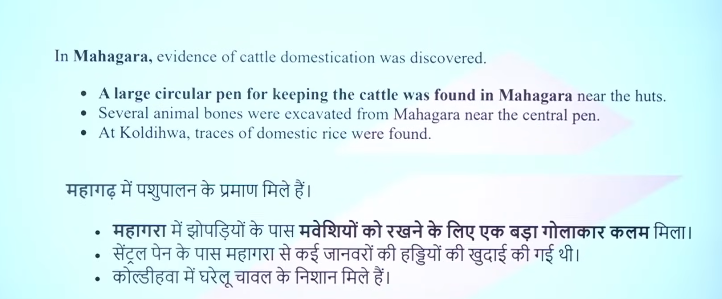 In Mahagara, evidence of cattle domestication was discovered.
• A large circular pen for keeping the cattle was found in Mahagara near the huts.
• Several animal bones were excavated from Mahagara near the central pen.
• At Koldihwa, traces of domestic rice were found.
महागढ़ में पशुपालन के प्रमाण मिले हैं।
• महागरा में झोपड़ियों के पास मवेशियों को रखने के लिए एक बड़ा गोलाकार कलम मिला।
• सेंट्रल पेन के पास महागरा से कई जानवरों की हड्डियों की खुदाई की गई थी।
• कोल्डीहवा में घरेलू चावल के निशान मिले हैं।